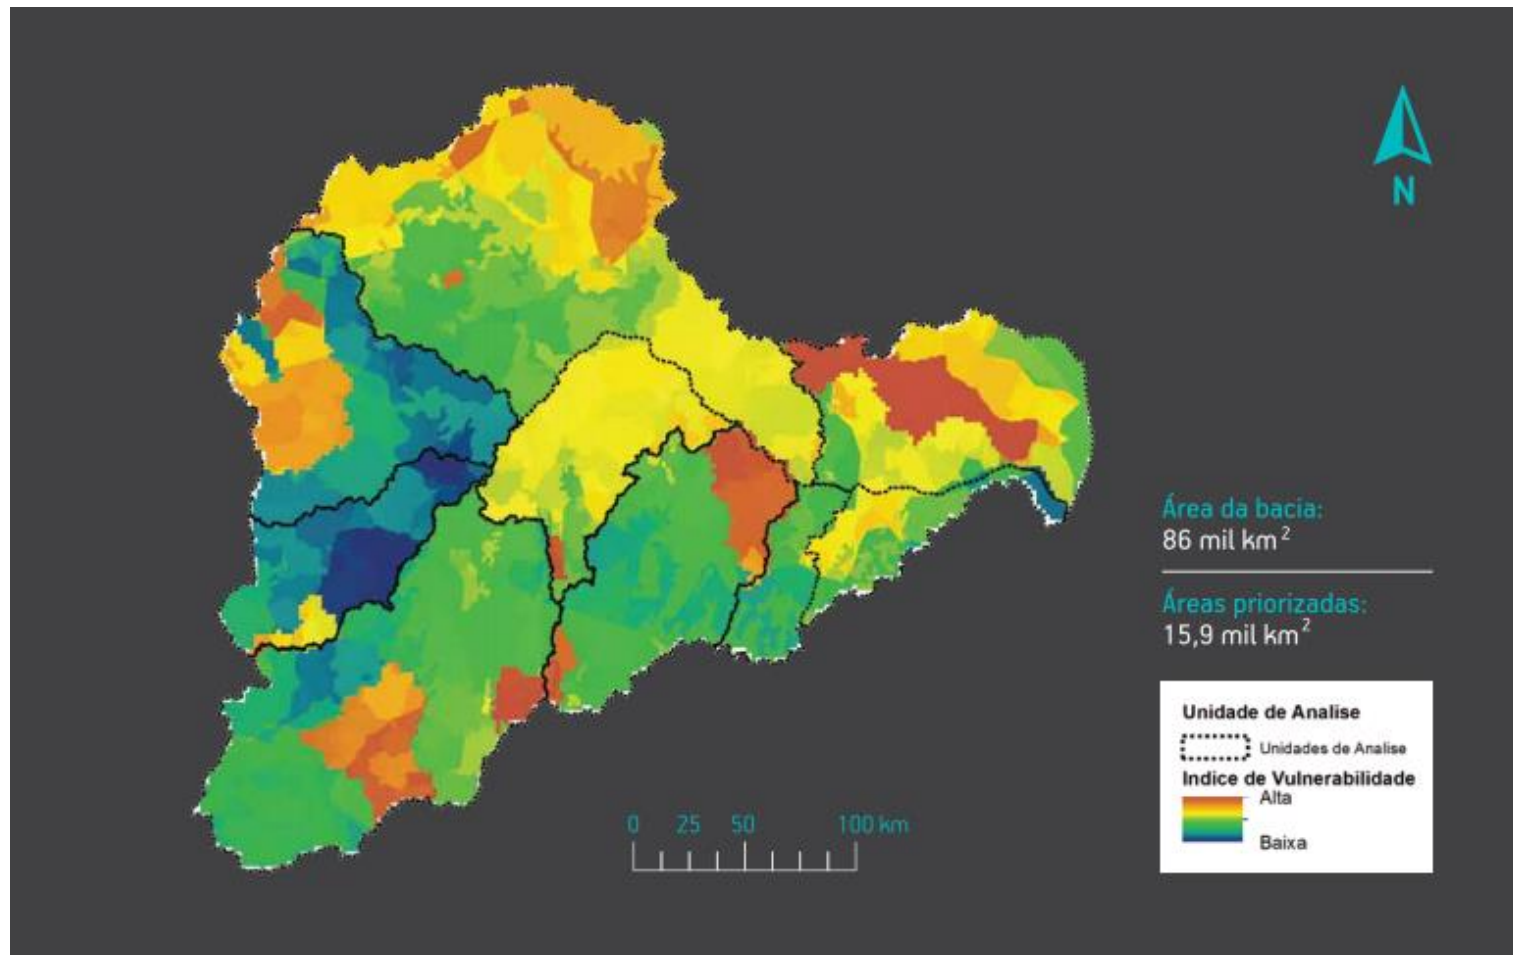 N
Área da bacia:
86 mil km²
Áreas priorizadas:
15,9 mil km²
Unidade de Analise
Unidades de Analise
Indice de Vulnerabilidade
Alta
Baixa
0 25 50 100 km